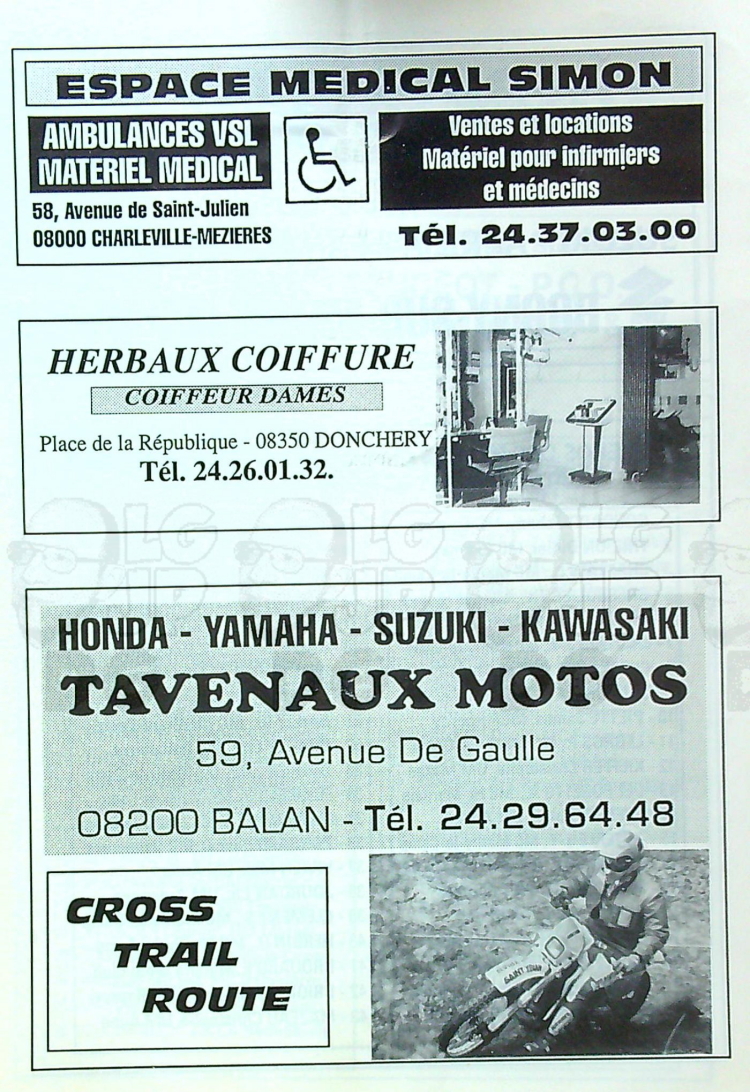 ESPACE MEDICAL SIMON
AMBULANCES VSL
MATERIEL MEDICAL
58, Avenue de Saint-Julien
08000 CHARLEVILLE-MEZIERES
Ventes et locations
Matériel pour infirmiers
et médecins
Tél. 24.37.03.00
HERBAUX COIFFURE
COIFFEUR DAMES
Place de la République - 08350 DONCHERY
Tél. 24.26.01.32.
HONDA - YAMAHA - SUZUKI - KAWASAKI
TAVENAUX MOTOS
59, Avenue De Gaulle
08200 BALAN - Tél. 24.29.64.48
CROSS
TRAIL
ROUTE